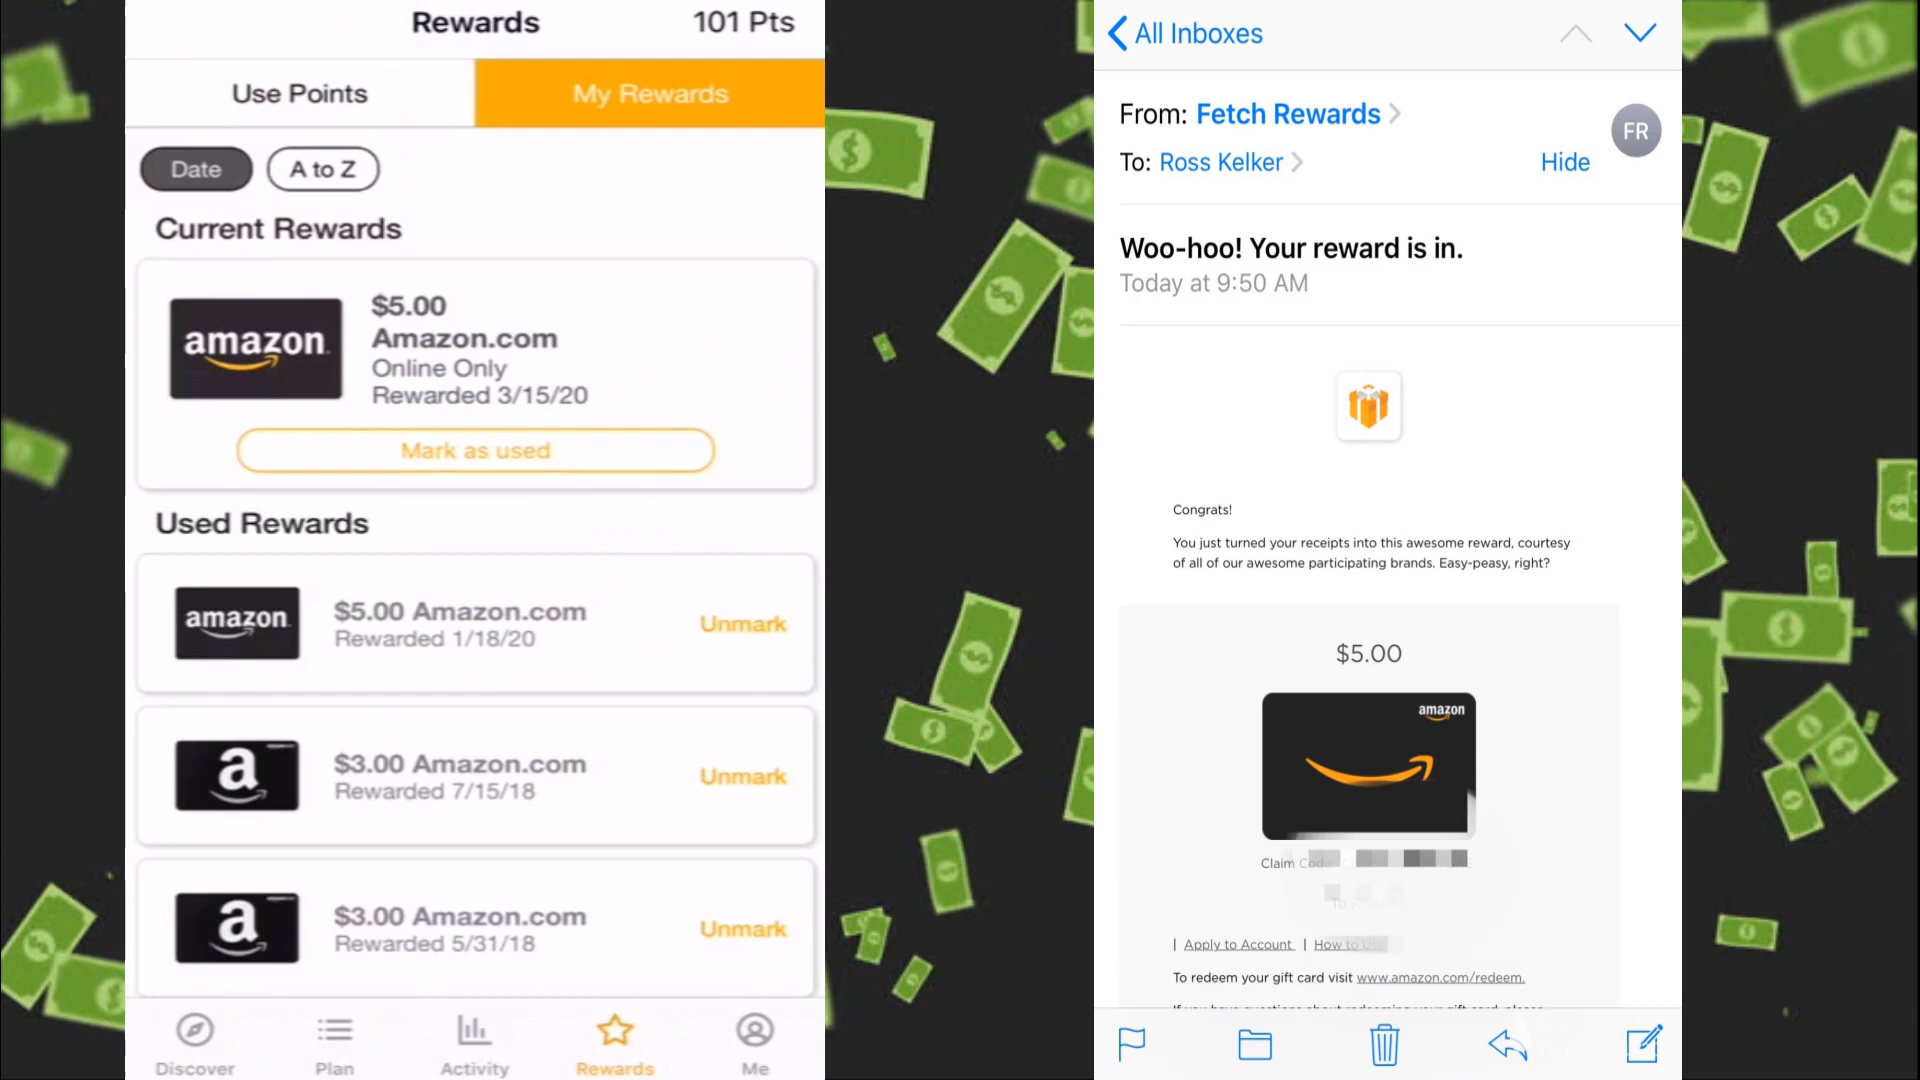 Rewards
101 Pts
Use Points
My Rewards
Date
A to Z
Current Rewards
amazon
$5.00
Amazon.com
Online Only
Rewarded 3/15/20
Mark as used
Used Rewards
amazon
$5.00 Amazon.com
Rewarded 1/18/20
Unmark
a
$3.00 Amazon.com
Rewarded 7/15/18
Unmark
a
$3.00 Amazon.com
Rewarded 5/31/18
Unmark
Discover
Plan
Activity
Rewards
Me
All Inboxes
From: Fetch Rewards
FR
To: Ross Kelker
Hide
Woo-hoo! Your reward is in.
Today at 9:50 AM
Congrats!
You just turned your receipts into this awesome reward, courtesy
of all of our awesome participating brands. Easy-peasy, right?
$5.00
amazon
Claim Code
| Apply to Account | How to Use
To redeem your gift card visit www.amazon.com/redeem.